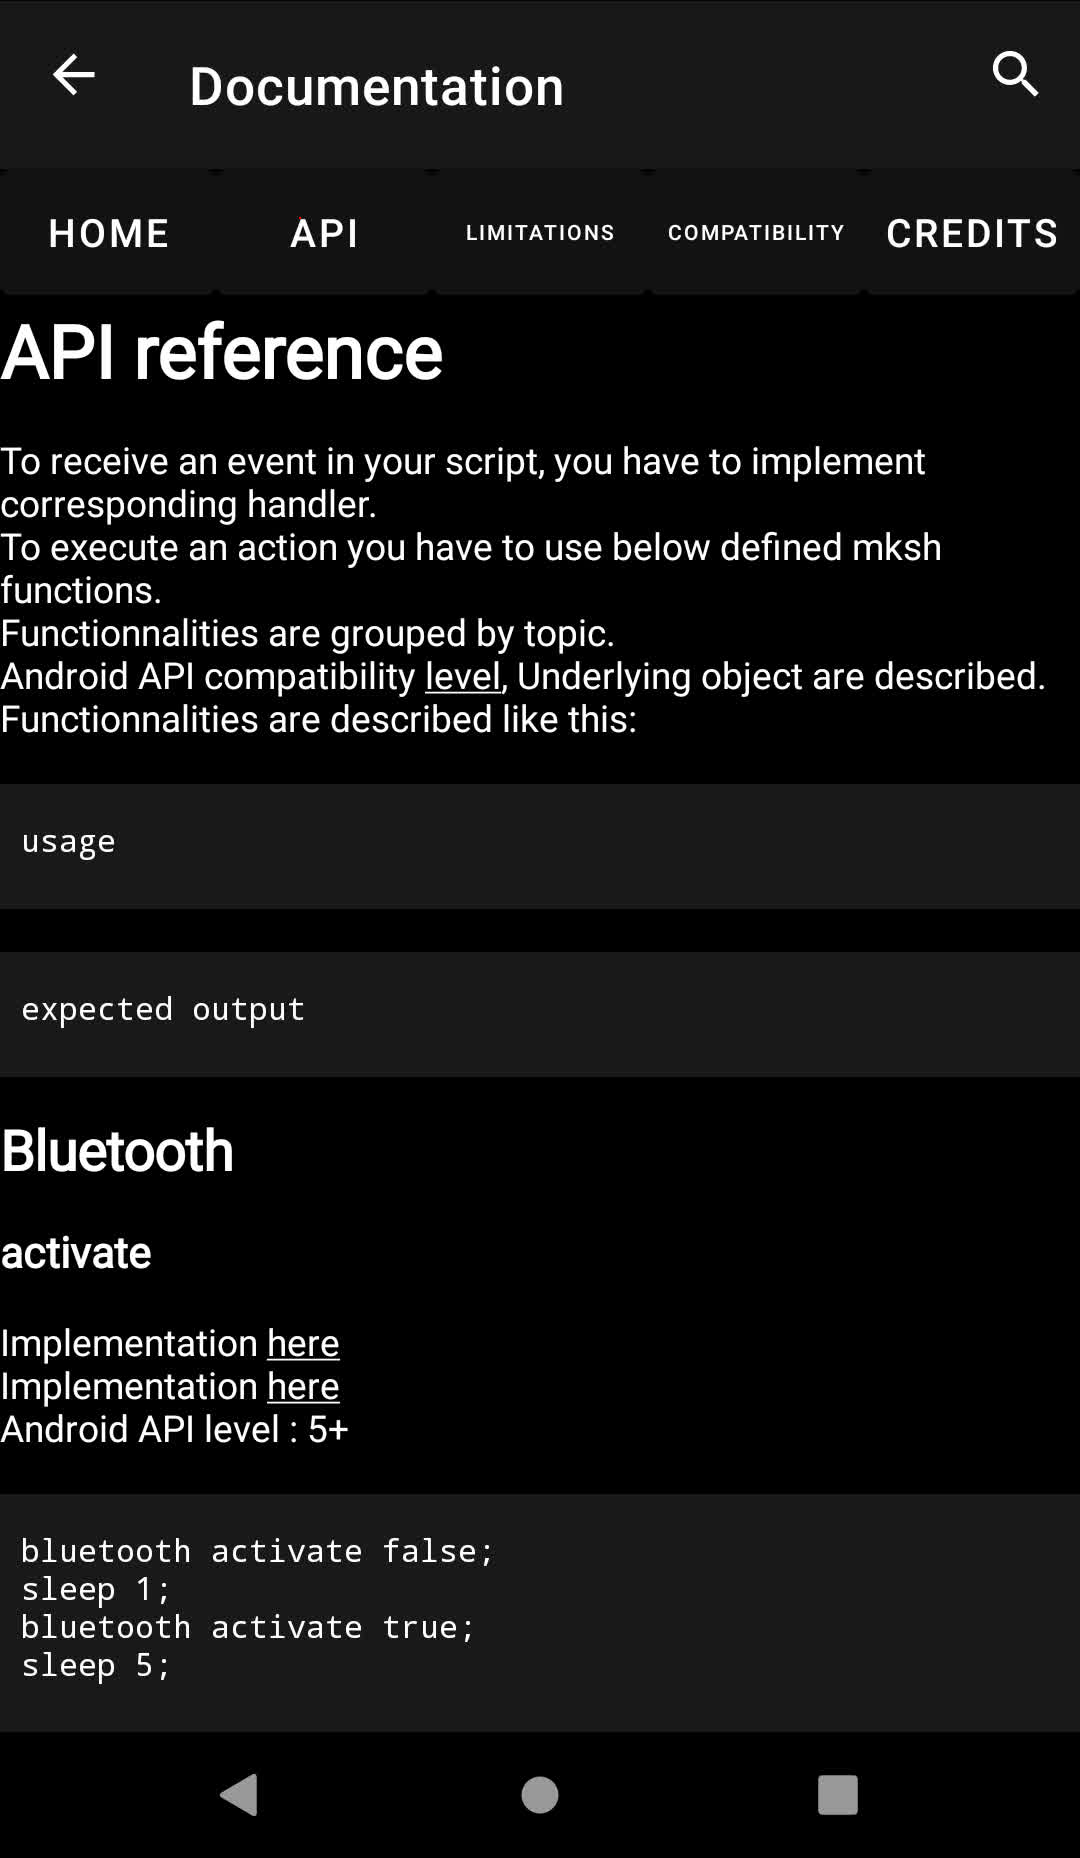 Documentation
HOME API LIMITATIONS COMPATIBILITY CREDITS
API reference
To receive an event in your script, you have to implement
corresponding handler.
To execute an action you have to use below defined mksh
functions.
Functionnalities are grouped by topic.
Android API compatibility level, Underlying object are described.
Functionnalities are described like this:
usage
expected output
Bluetooth
activate
Implementation here
Implementation here
Android API level : 5+
bluetooth activate false;
sleep 1;
bluetooth activate true;
sleep 5;